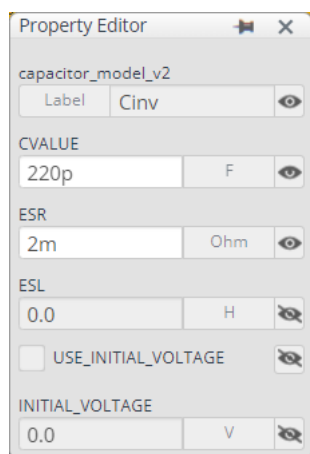 Property Editor
capacitor_model_v2
Label Cinv
CVALUE
220p F
ESR
2m Ohm
ESL
0.0 H
USE_INITIAL_VOLTAGE
INITIAL_VOLTAGE
0.0 V